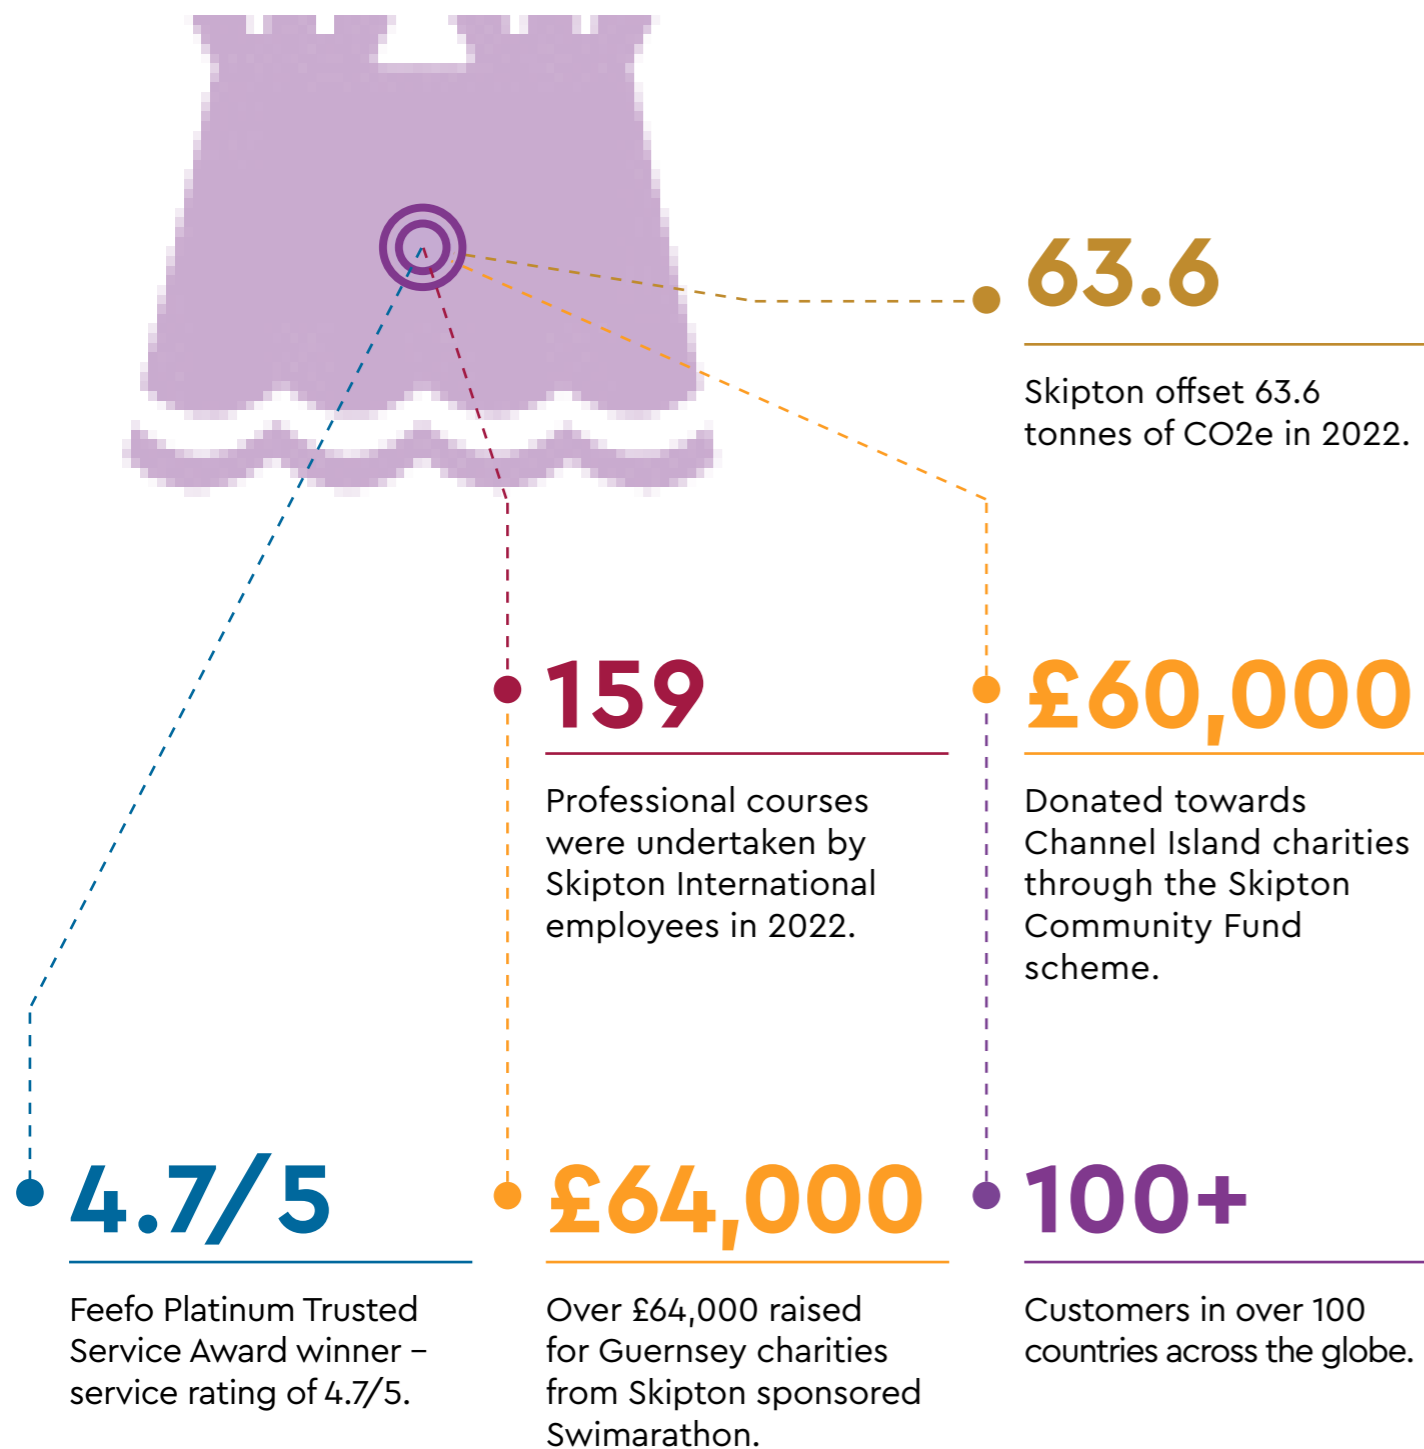 63.6
Skipton offset 63.6
tonnes of CO2e in 2022.
159
Professional courses
were undertaken by
Skipton International
employees in 2022.
£60,000
Donated towards
Channel Island charities
through the Skipton
Community Fund
scheme.
4.7/5
Feefo Platinum Trusted
Service Award winner –
service rating of 4.7/5.
£64,000
Over £64,000 raised
for Guernsey charities
from Skipton sponsored
Swimarathon.
100+
Customers in over 100
countries across the globe.